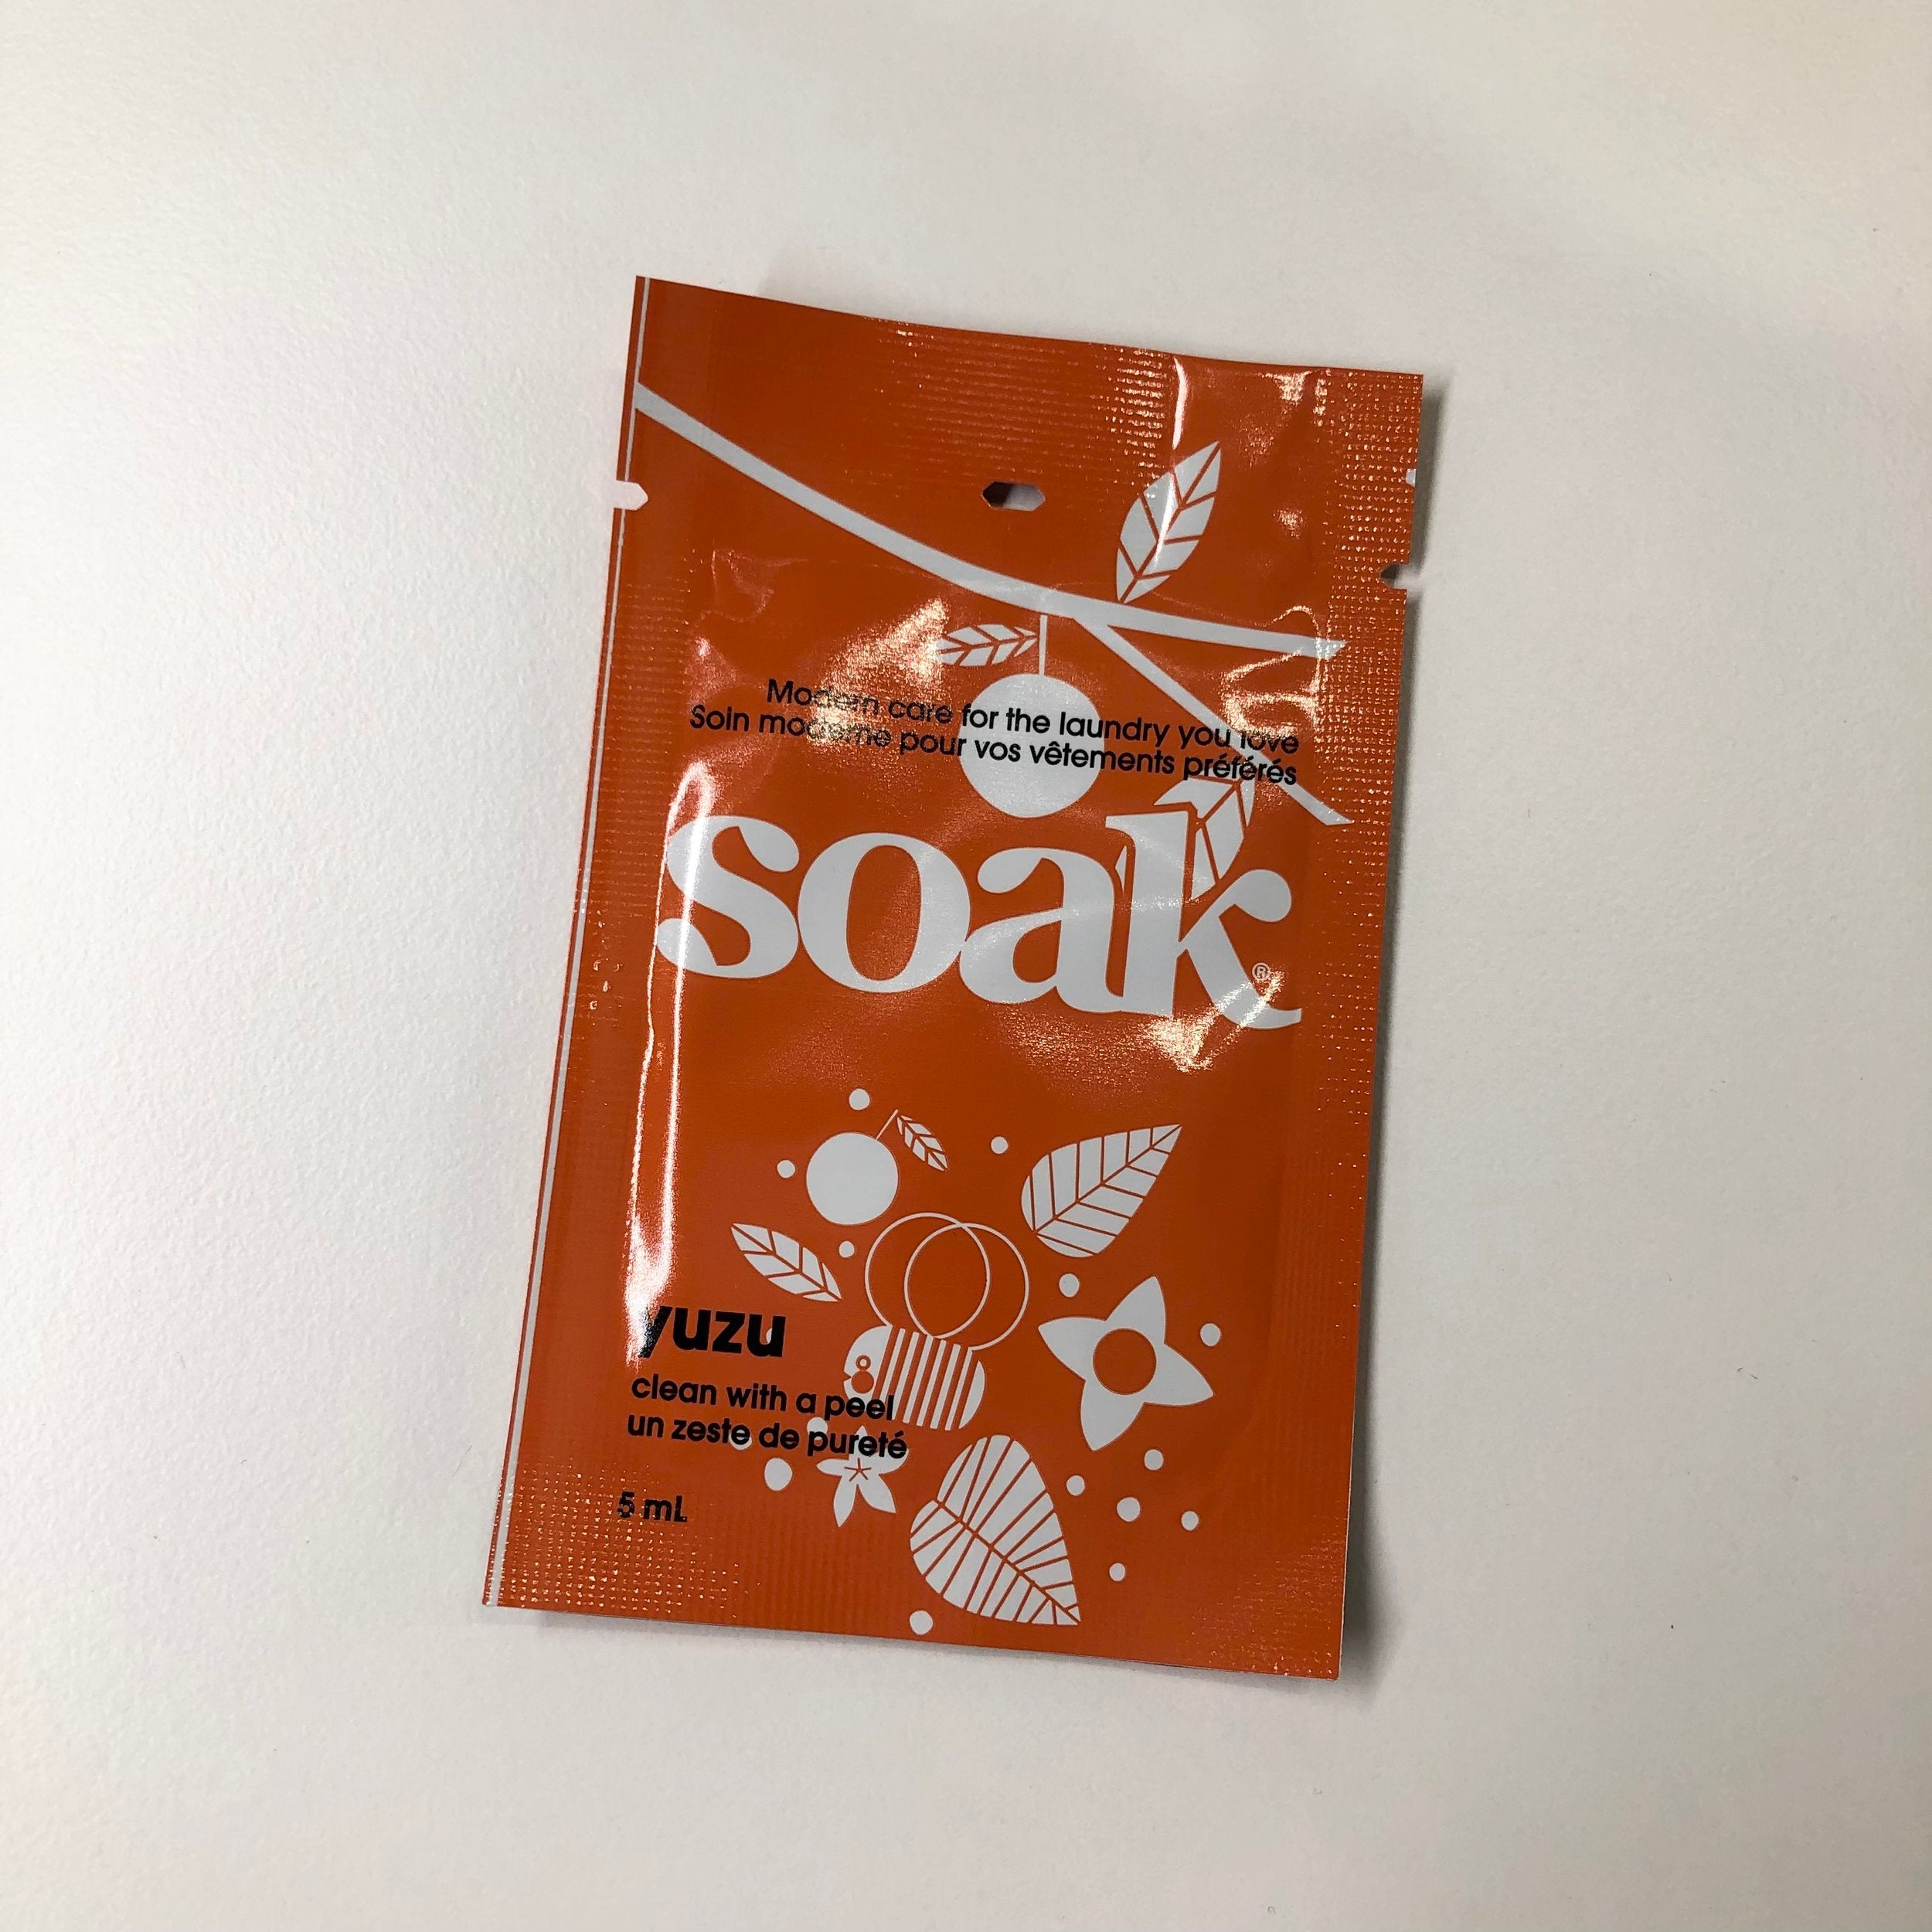 Modern care for the laundry you love
Soin moderne pour vos vêtements préférés
soak®
yuzu
clean with a peel
un zeste de pureté
5 mL